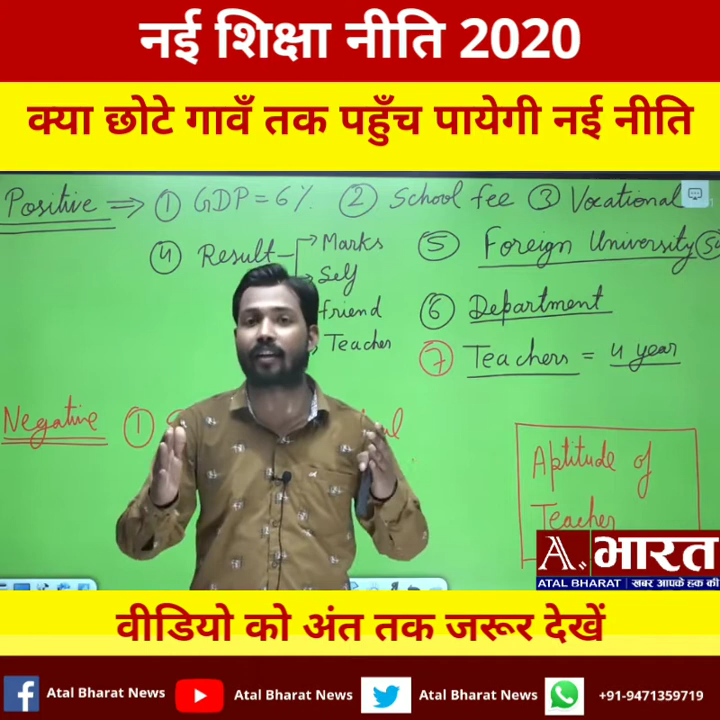 नई शिक्षा नीति 2020
क्या छोटे गावँ तक पहुँच पायेगी नई नीति
Positive ⇒ ① GDP = 6% ② School fee ③ Vocational
④ Result → Marks
Self
friend
Teacher
⑤ Foreign University
⑥ Department
⑦ Teachers = 4 year
Negative ①
Aptitude of
Teacher
A. भारत
ATAL BHARAT खबर आपके हक की
वीडियो को अंत तक जरूर देखें
Atal Bharat News Atal Bharat News Atal Bharat News +91-9471359719